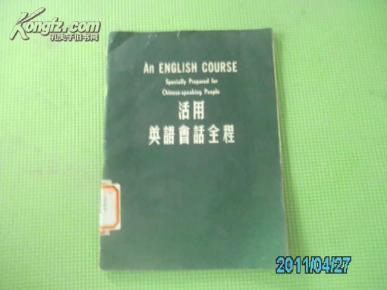 Kongfz.com
孔夫子旧书网
An ENGLISH COURSE
Specially Prepared for
Chinese-speaking People
活用
英語會話全程
2011/04/27